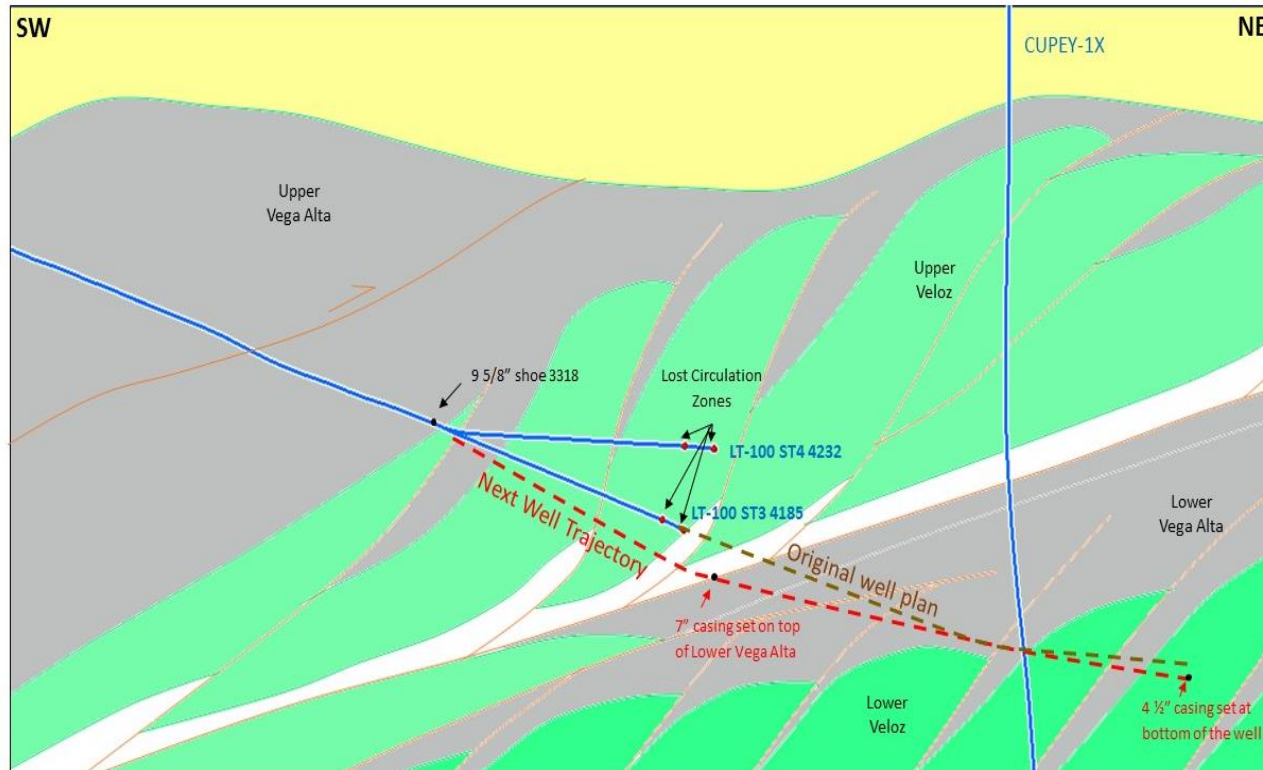 SW
NE
CUPEY-1X
Upper
Vega Alta
Upper
Veloz
9 5/8" shoe 3318
Lost Circulation
Zones
LT-100 ST4 4232
LT-100 ST3 4185
Next Well Trajectory
Original well plan
Lower
Vega Alta
7" casing set on top
of Lower Vega Alta
Lower
Veloz
4 ½" casing set at
bottom of the well